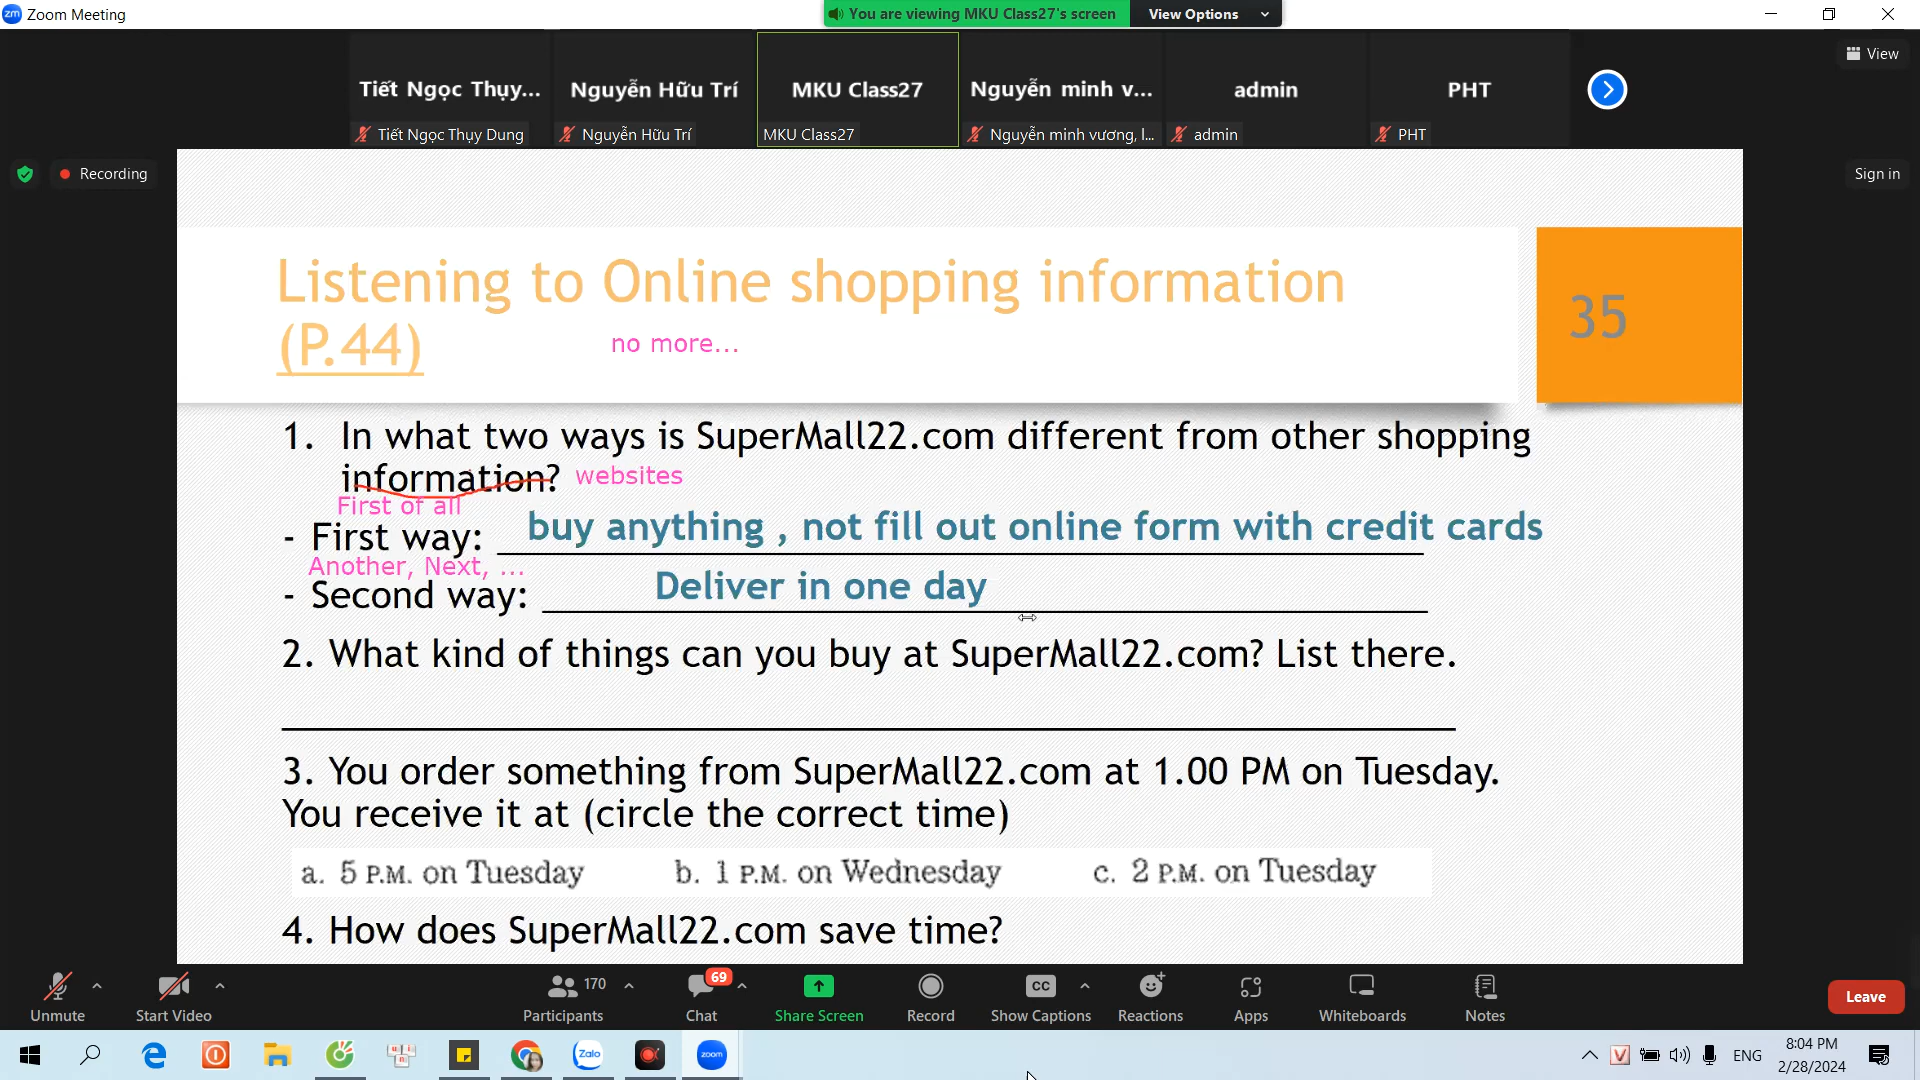 Zoom Meeting
You are viewing MKU Class27's screen
View Options
View
Tiết Ngọc Thụy...
Nguyễn Hữu Trí
MKU Class27
Nguyễn minh v...
admin
PHT
Tiết Ngọc Thụy Dung
Nguyễn Hữu Trí
MKU Class27
Nguyễn minh vương, l...
admin
PHT
Recording
Sign in
Listening to Online shopping information
(P.44)
no more...
35
1. In what two ways is SuperMall22.com different from other shopping
information? websites
First of all
- First way: buy anything , not fill out online form with credit cards
Another, Next, ...
- Second way: Deliver in one day
2. What kind of things can you buy at SuperMall22.com? List there.
3. You order something from SuperMall22.com at 1.00 PM on Tuesday.
You receive it at (circle the correct time)
a. 5 P.M. on Tuesday b. 1 P.M. on Wednesday c. 2 P.M. on Tuesday
4. How does SuperMall22.com save time?
Unmute
Start Video
170
Participants
69
Chat
Share Screen
Record
CC
Show Captions
Reactions
Apps
Whiteboards
Notes
Leave
Zalo
zoom
ENG
8:04 PM
2/28/2024